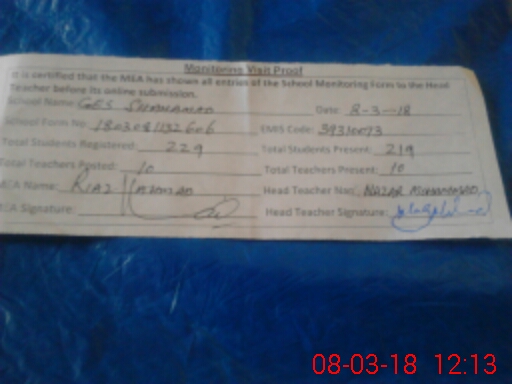 Monitoring Visit Proof
It is certified that the MEA has shown all entries of the School Monitoring Form to the Head
Teacher before its online submission.
School Name: GES Date: 8-3-18
School Form No: 18030811132606 EMIS Code: 39310073
Total Students Registered: 229 Total Students Present: 219
Total Teachers Posted: 10 Total Teachers Present: 10
MEA Name: RIAZ AHMAD Head Teacher Name: NAZAR MUHAMMAD
MEA Signature: Head Teacher Signature:
08-03-18 12:13